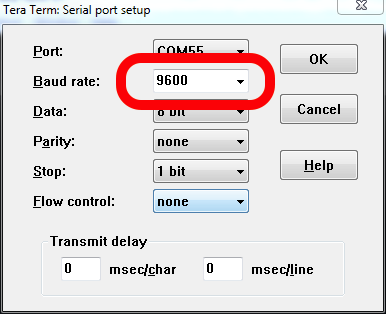 Tera Term: Serial port setup
Port: COM55
OK
Baud rate: 9600
Data: 8 bit
Cancel
Parity: none
Stop: 1 bit
Help
Flow control: none
Transmit delay
0 msec/char 0 msec/line